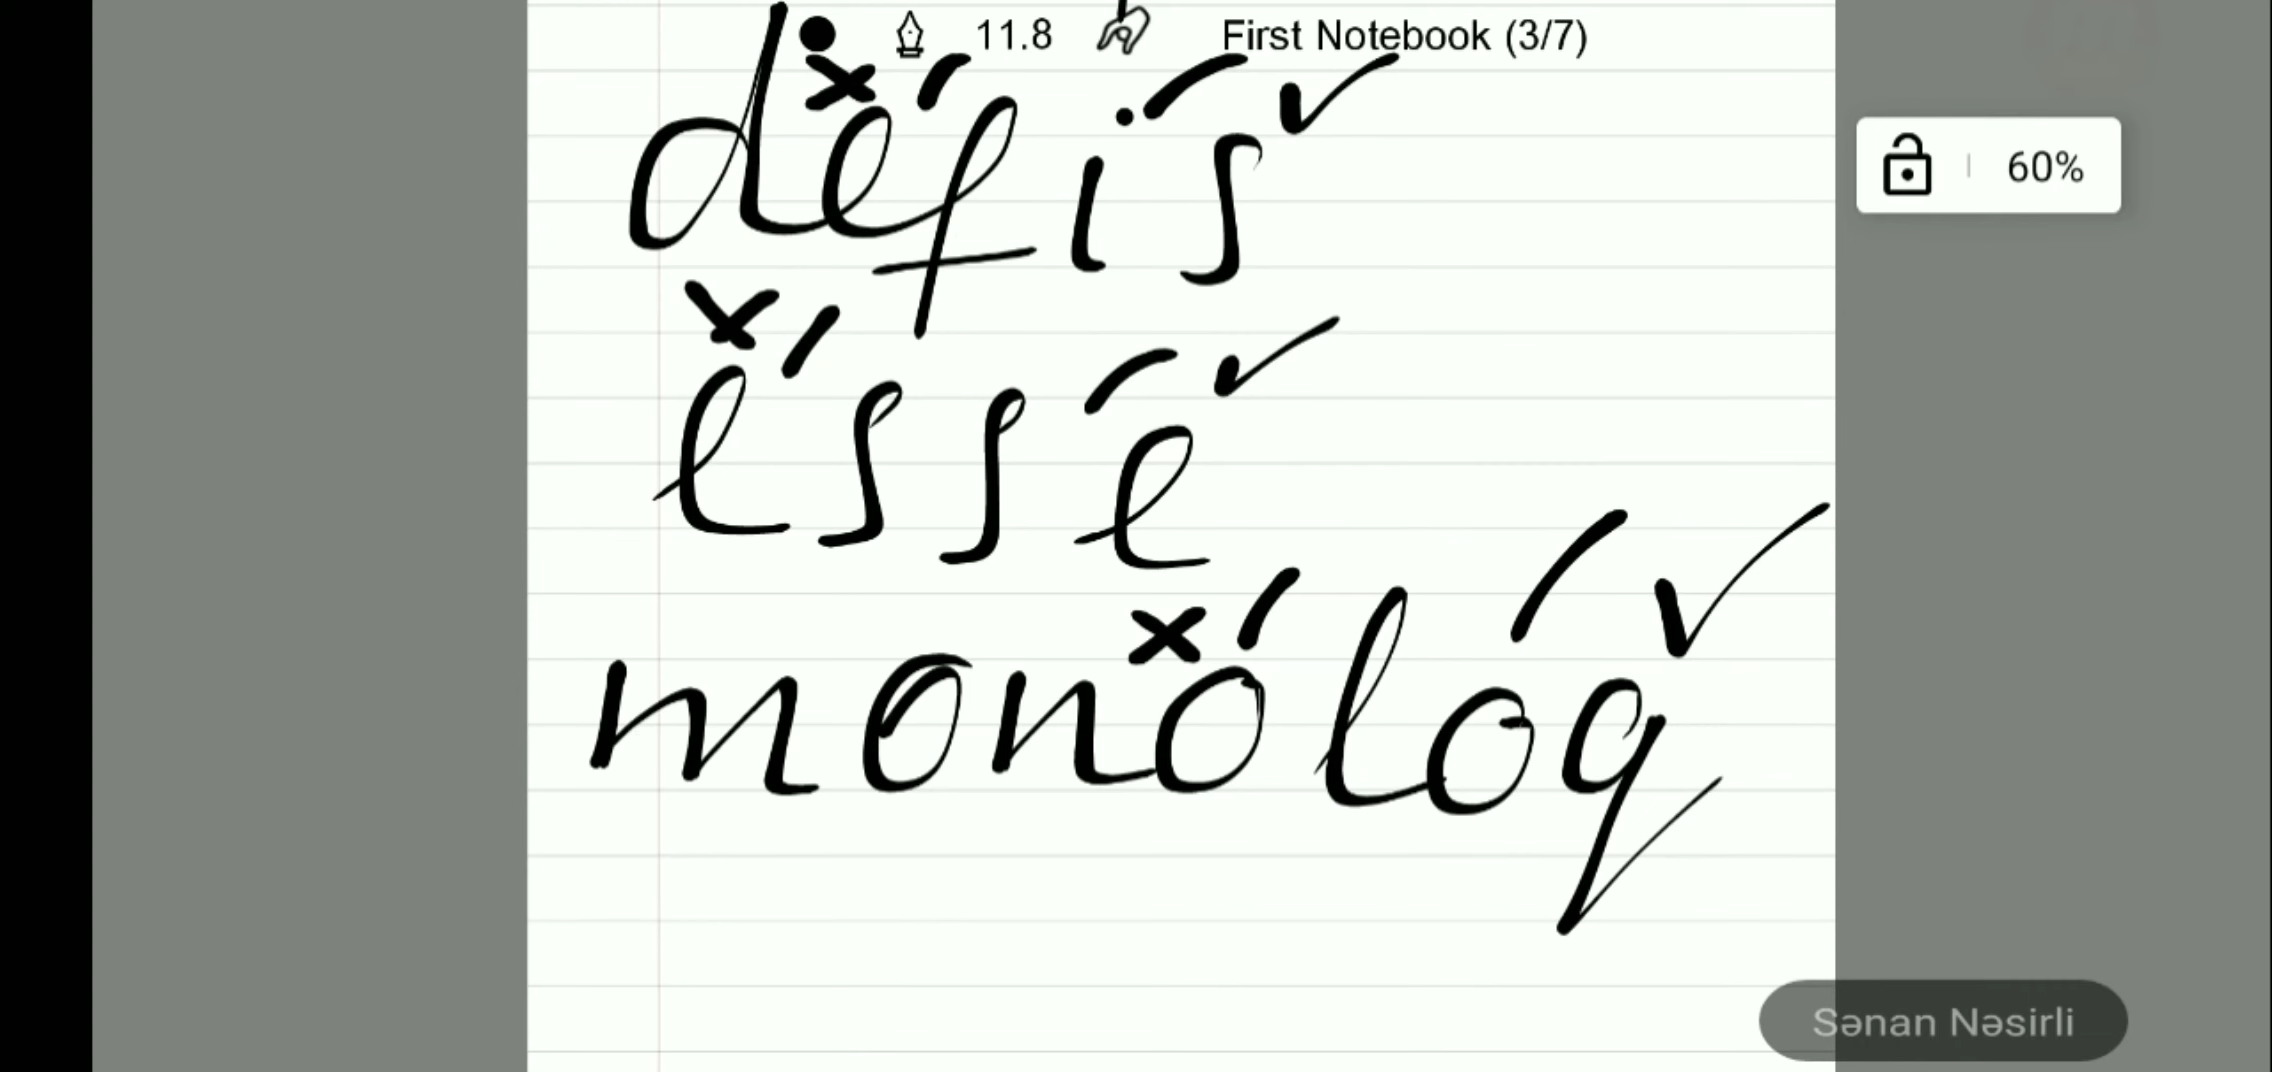 11.8 First Notebook (3/7)
defis
60%
esse
monoloq
Sənan Nəsirli